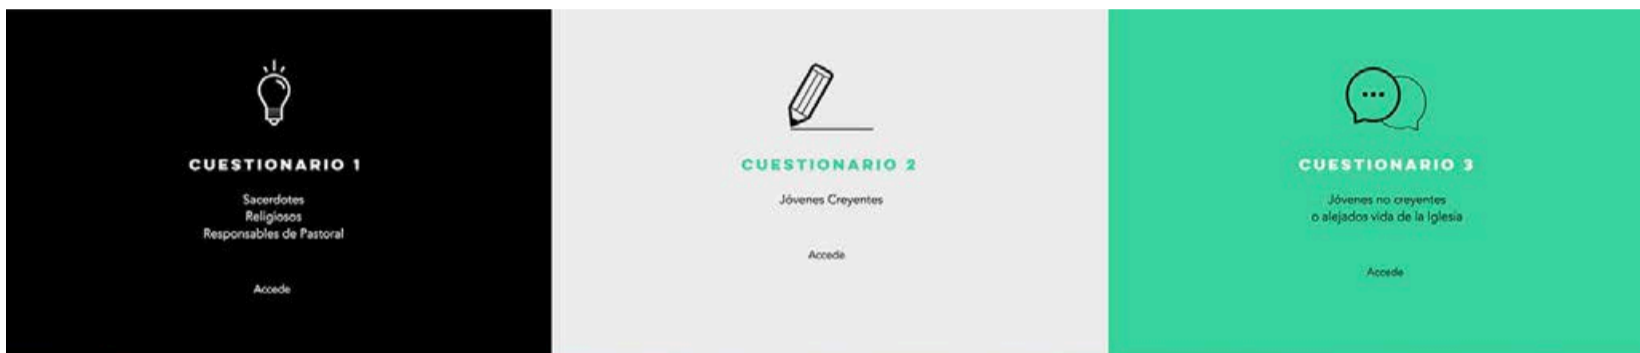 CUESTIONARIO 1
Sacerdotes
Religiosos
Responsables de Pastoral
Accede
CUESTIONARIO 2
Jóvenes Creyentes
Accede
CUESTIONARIO 3
Jóvenes no creyentes
o alejados vida de la Iglesia
Accede